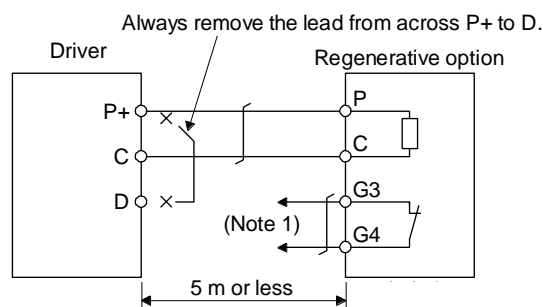 Always remove the lead from across P+ to D.
Driver
Regenerative option
P+
P
C
C
D
G3
(Note 1)
G4
5 m or less